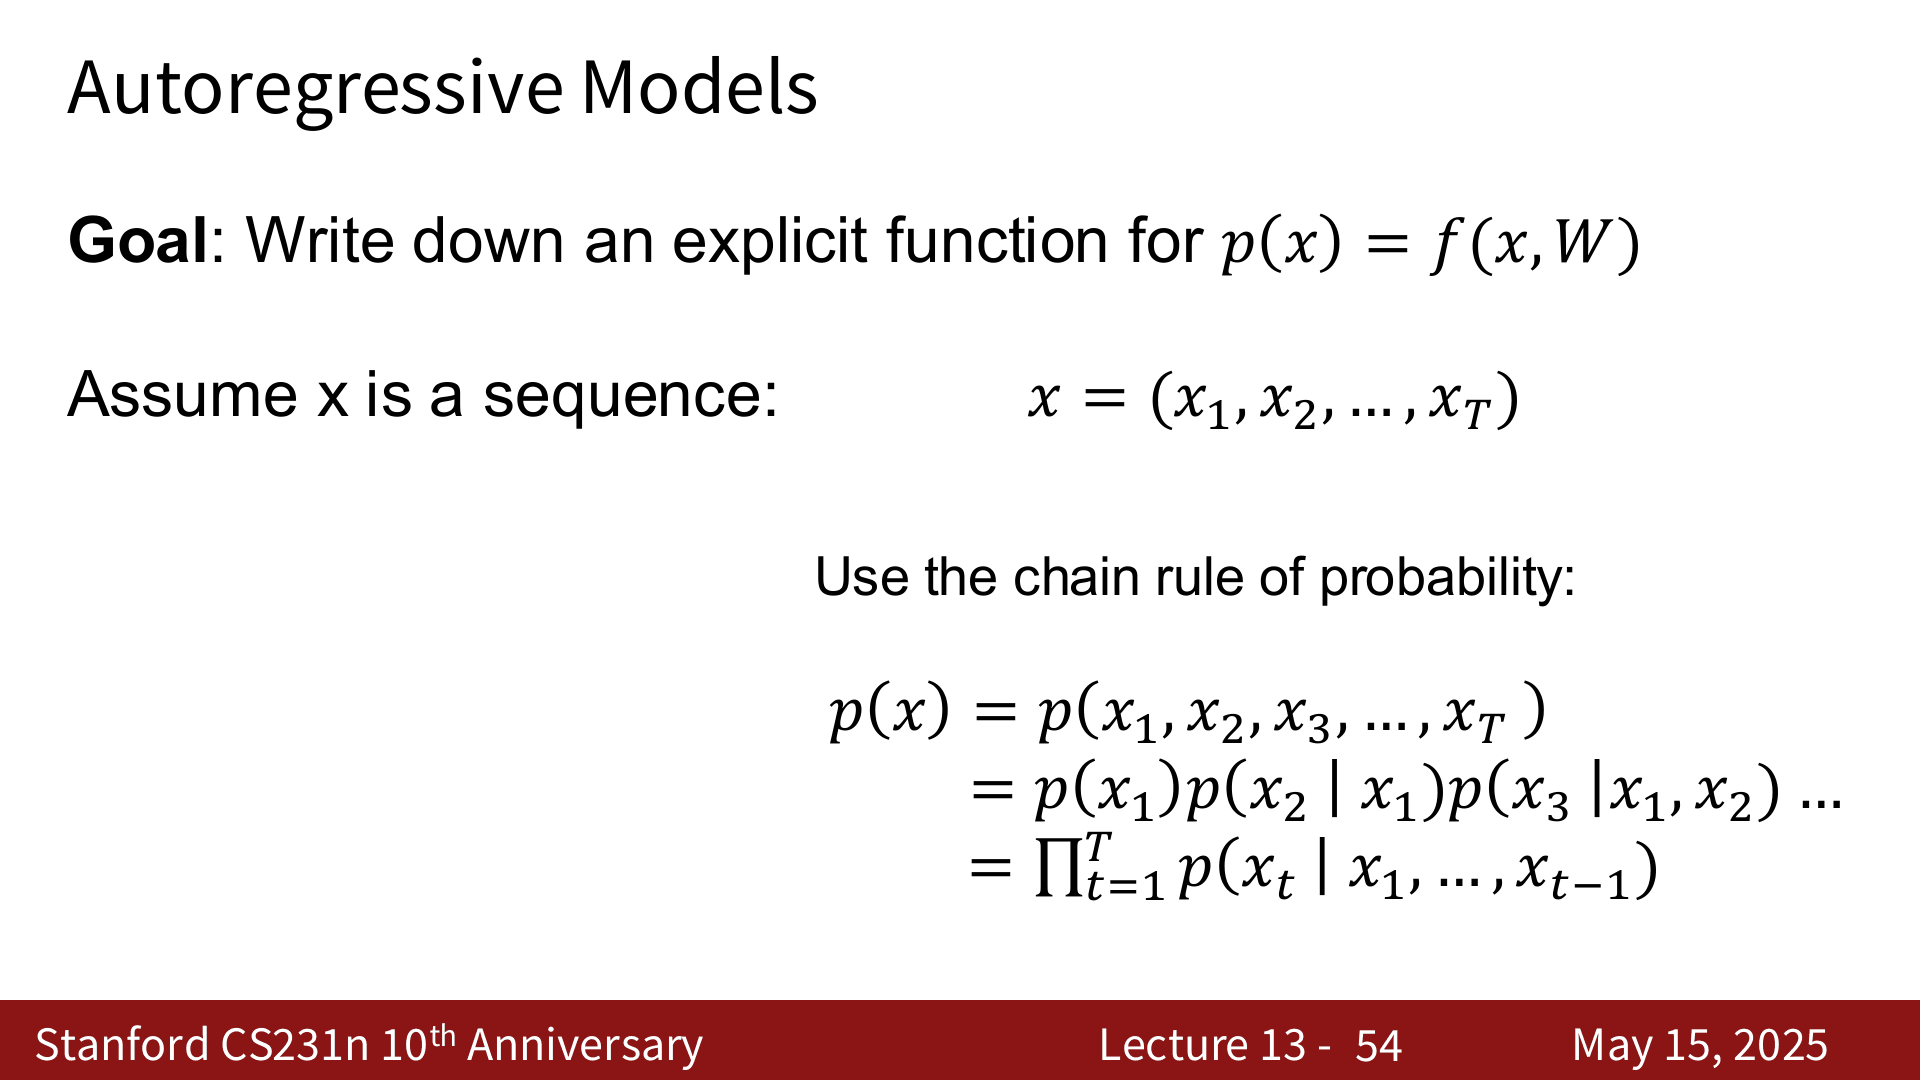 Autoregressive Models
Goal: Write down an explicit function for p(x) = f(x, W)
Assume x is a sequence: x = (x₁, x₂, … , x_T)
Use the chain rule of probability:
p(x) = p(x₁, x₂, x₃, … , x_T )
= p(x₁)p(x₂ | x₁)p(x₃ |x₁, x₂) …
= ∏ᵀₜ₌₁ p(xₜ | x₁, … , xₜ₋₁)
Stanford CS231n 10ᵗʰ Anniversary Lecture 13 - 54 May 15, 2025